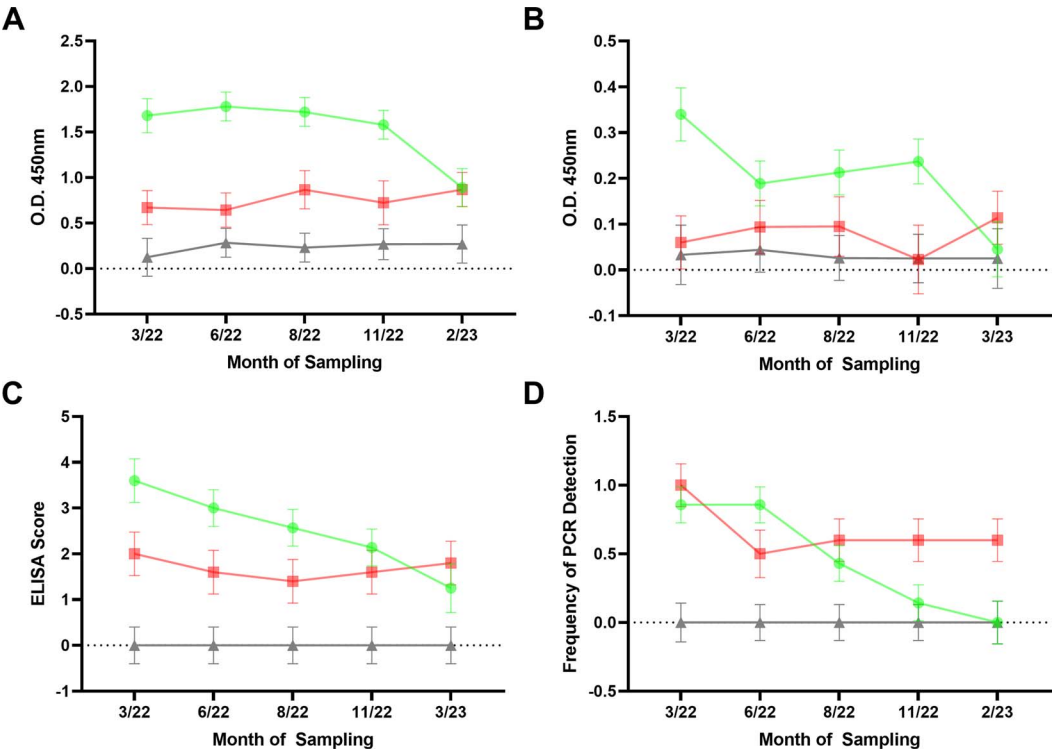 A
O.D. 450nm
2.5
2.0
1.5
1.0
0.5
0.0
-0.5
3/22 6/22 8/22 11/22 2/23
Month of Sampling
B
O.D. 450nm
0.5
0.4
0.3
0.2
0.1
0.0
-0.1
3/22 6/22 8/22 11/22 3/23
Month of Sampling
C
ELISA Score
5
4
3
2
1
0
-1
3/22 6/22 8/22 11/22 3/23
Month of Sampling
D
Frequency of PCR Detection
1.5
1.0
0.5
0.0
-0.5
3/22 6/22 8/22 11/22 2/23
Month of Sampling